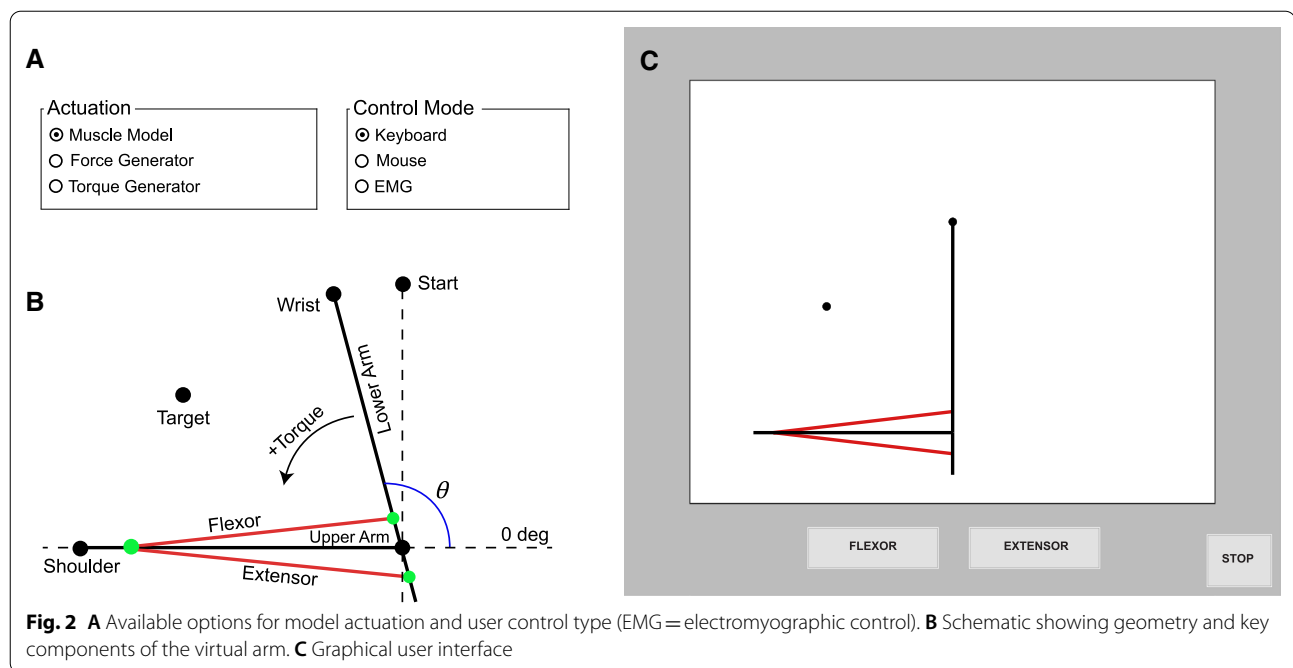 A
Actuation
Muscle Model
Force Generator
Torque Generator
Control Mode
Keyboard
Mouse
EMG
B
Start
Wrist
Lower Arm
Target
+Torque
θ
Flexor
Upper Arm
0 deg
Shoulder
Extensor
C
FLEXOR
EXTENSOR
STOP
Fig. 2 A Available options for model actuation and user control type (EMG = electromyographic control). B Schematic showing geometry and key
components of the virtual arm. C Graphical user interface